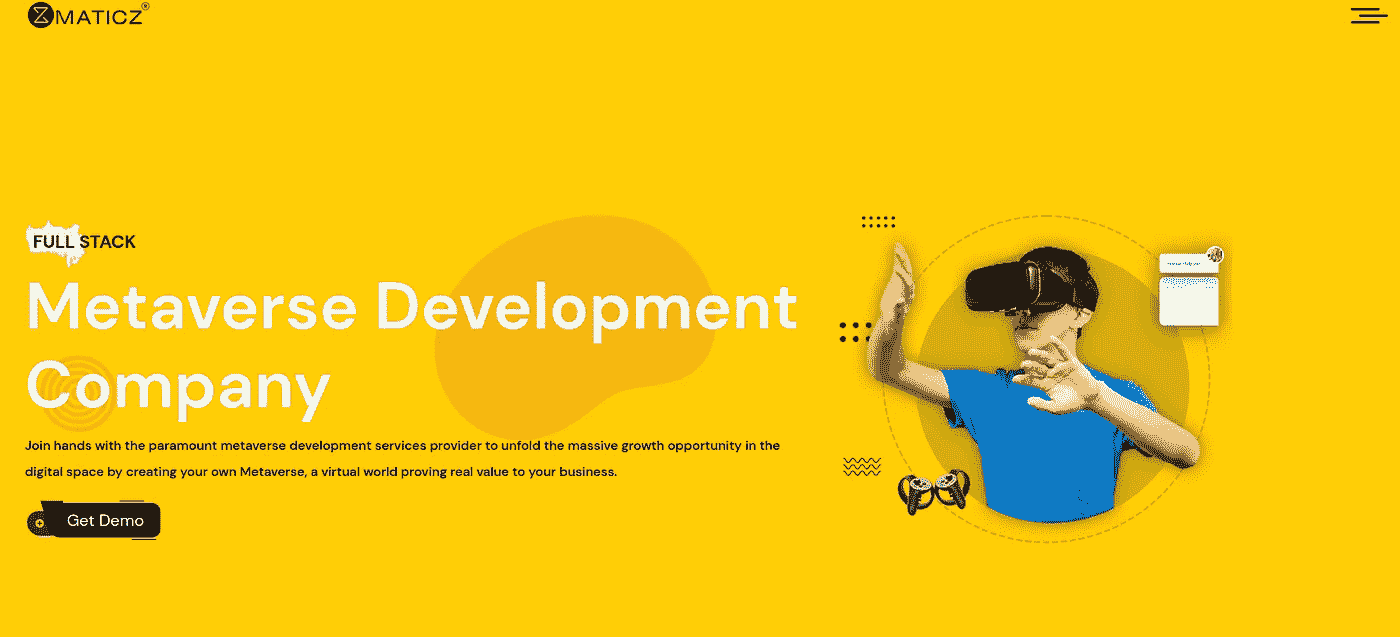 MATICZ®
FULL STACK
Metaverse Development
Company
Join hands with the paramount metaverse development services provider to unfold the massive growth opportunity in the
digital space by creating your own Metaverse, a virtual world proving real value to your business.
Get Demo